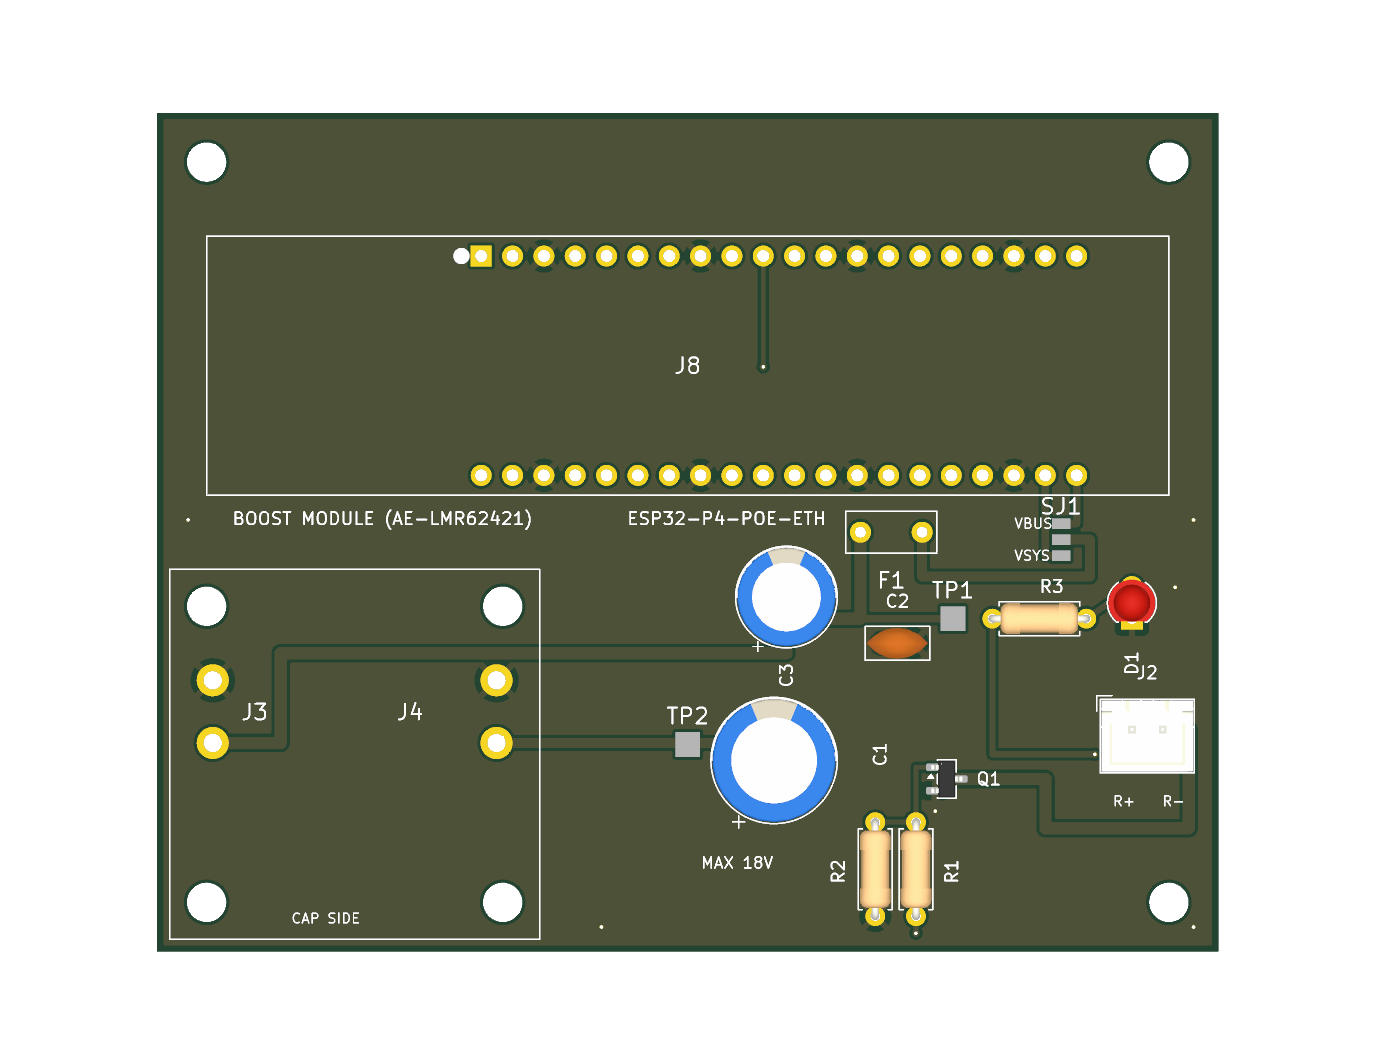 J8
BOOST MODULE (AE-LMR62421)
ESP32-P4-POE-ETH
SJ1
VBUS
VSYS
F1
C2
TP1
R3
D1
J2
C3
+
J3
J4
TP2
C1
Q1
R+
R-
+
MAX 18V
R2
R1
CAP SIDE